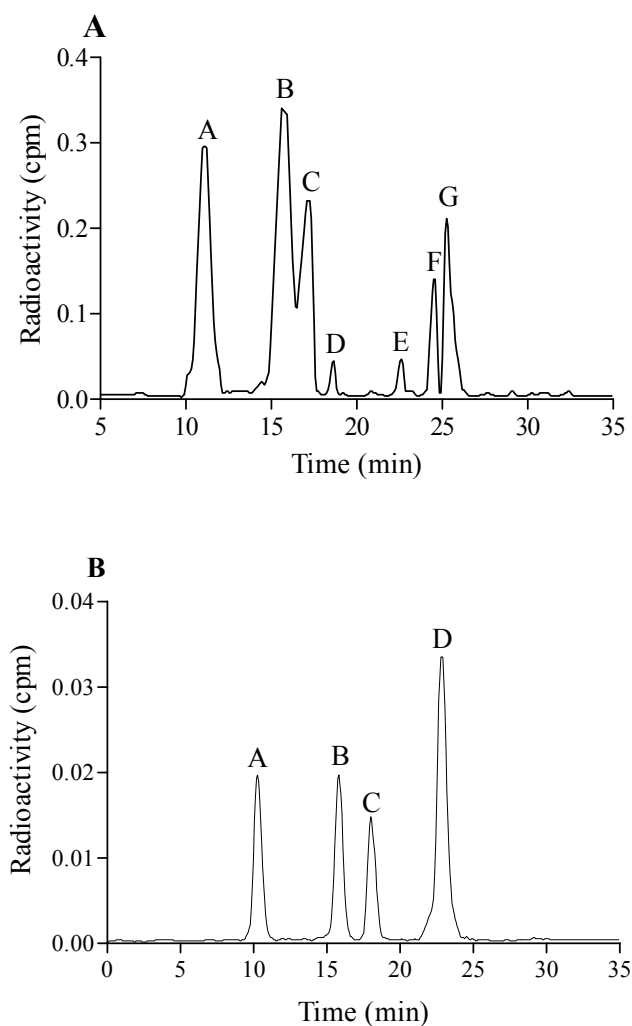 A
Radioactivity (cpm)
0.4
0.3
0.2
0.1
0.0
A
B
C
D
E
F
G
5 10 15 20 25 30 35
Time (min)
B
Radioactivity (cpm)
0.04
0.03
0.02
0.01
0.00
A
B
C
D
0 5 10 15 20 25 30 35
Time (min)